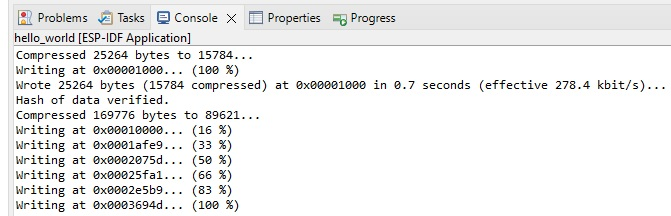 Problems Tasks Console Properties Progress
hello_world [ESP-IDF Application]
Compressed 25264 bytes to 15784...
Writing at 0x00001000... (100 %)
Wrote 25264 bytes (15784 compressed) at 0x00001000 in 0.7 seconds (effective 278.4 kbit/s)...
Hash of data verified.
Compressed 169776 bytes to 89621...
Writing at 0x00010000... (16 %)
Writing at 0x0001afe9... (33 %)
Writing at 0x0002075d... (50 %)
Writing at 0x00025fa1... (66 %)
Writing at 0x0002e5b9... (83 %)
Writing at 0x0003694d... (100 %)